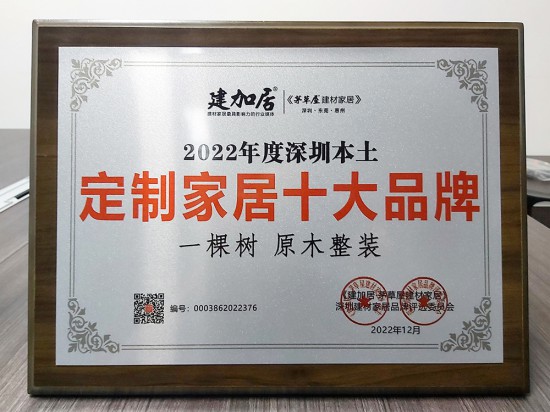 建加居® 《茅草屋建材家居》
建材家居最具影响力的行业媒体 深圳·东莞·惠州
2022年度深圳本土
定制家居十大品牌
一棵树 原木整装
编号：0003862022376
《建加居·茅草屋建材家居》
深圳建材家居品牌评选委员会
2022年12月